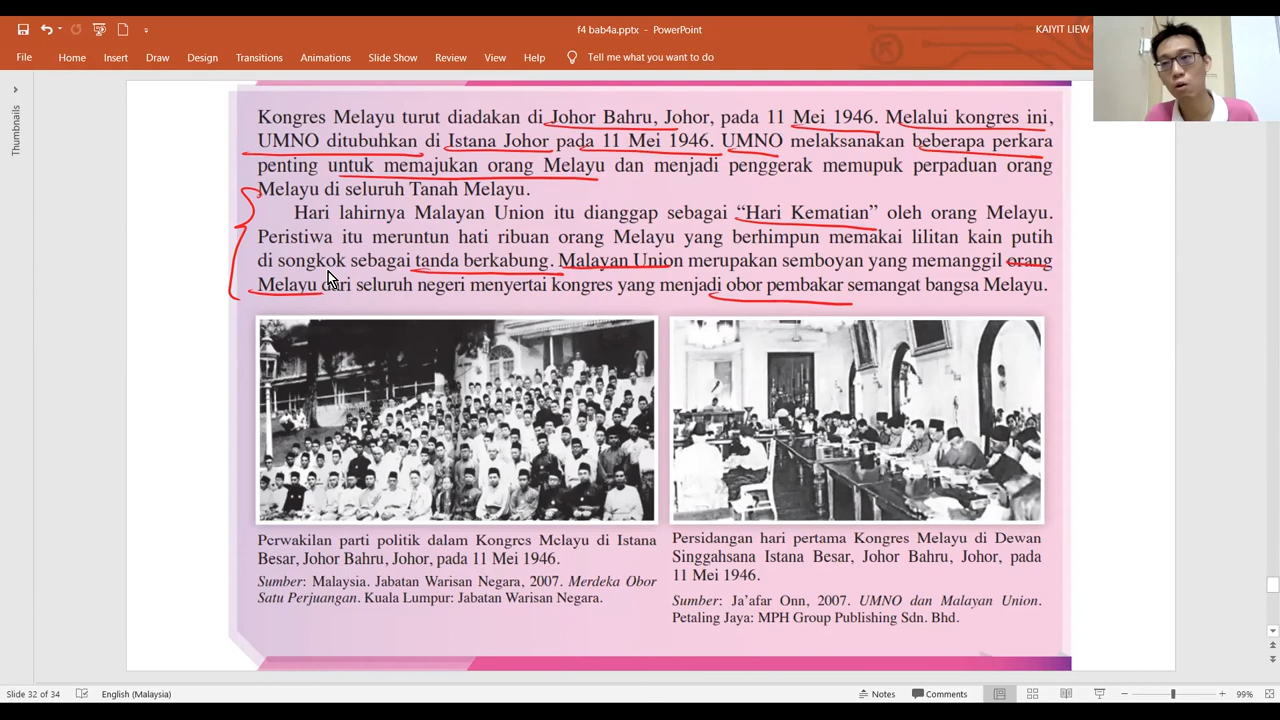 f4 bab4a.pptx - PowerPoint
KAIYIT LIEW
File Home Insert Draw Design Transitions Animations Slide Show Review View Help Tell me what you want to do
Thumbnails
Kongres Melayu turut diadakan di Johor Bahru, Johor, pada 11 Mei 1946. Melalui kongres ini,
UMNO ditubuhkan di Istana Johor pada 11 Mei 1946. UMNO melaksanakan beberapa perkara
penting untuk memajukan orang Melayu dan menjadi penggerak memupuk perpaduan orang
Melayu di seluruh Tanah Melayu.
Hari lahirnya Malayan Union itu dianggap sebagai “Hari Kematian” oleh orang Melayu.
Peristiwa itu meruntun hati ribuan orang Melayu yang berhimpun memakai lilitan kain putih
di songkok sebagai tanda berkabung. Malayan Union merupakan semboyan yang memanggil orang
Melayu dari seluruh negeri menyertai kongres yang menjadi obor pembakar semangat bangsa Melayu.
Perwakilan parti politik dalam Kongres Melayu di Istana
Besar, Johor Bahru, Johor, pada 11 Mei 1946.
Sumber: Malaysia. Jabatan Warisan Negara, 2007. Merdeka Obor
Satu Perjuangan. Kuala Lumpur: Jabatan Warisan Negara.
Persidangan hari pertama Kongres Melayu di Dewan
Singgahsana Istana Besar, Johor Bahru, Johor, pada
11 Mei 1946.
Sumber: Ja’afar Onn, 2007. UMNO dan Malayan Union.
Petaling Jaya: MPH Group Publishing Sdn. Bhd.
Slide 32 of 34 English (Malaysia) Notes Comments 99%